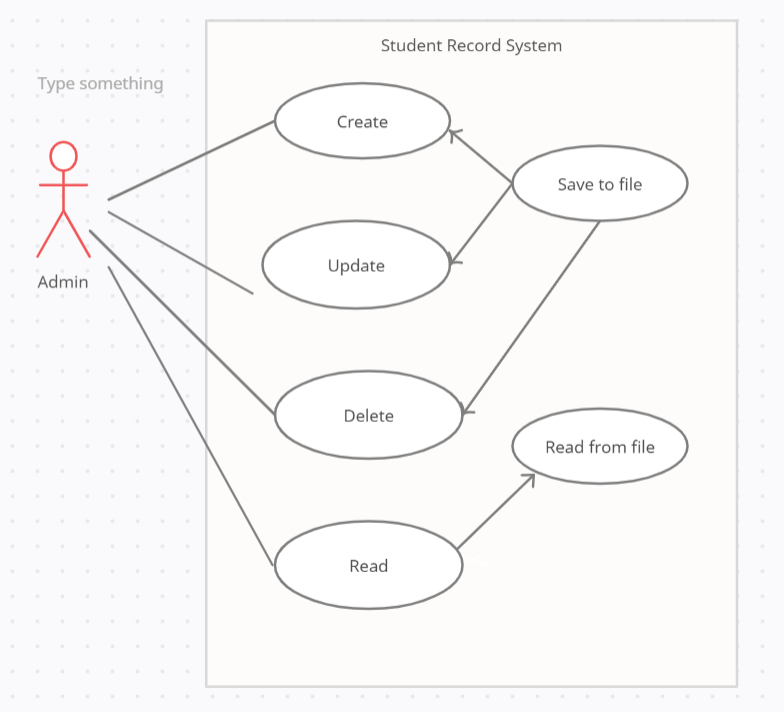 Student Record System
Type something
Create
Save to file
Update
Admin
Delete
Read from file
Read